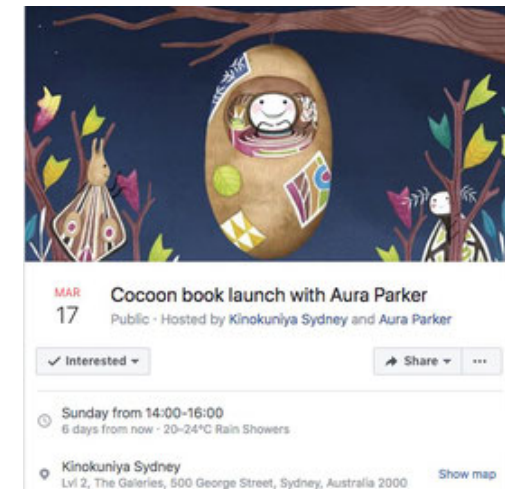 MAR
17
Cocoon book launch with Aura Parker
Public · Hosted by Kinokuniya Sydney and Aura Parker
✓ Interested ▾
Share ▾ ···
Sunday from 14:00-16:00
6 days from now · 20–24°C Rain Showers
Kinokuniya Sydney
Lvl 2, The Galeries, 500 George Street, Sydney, Australia 2000
Show map